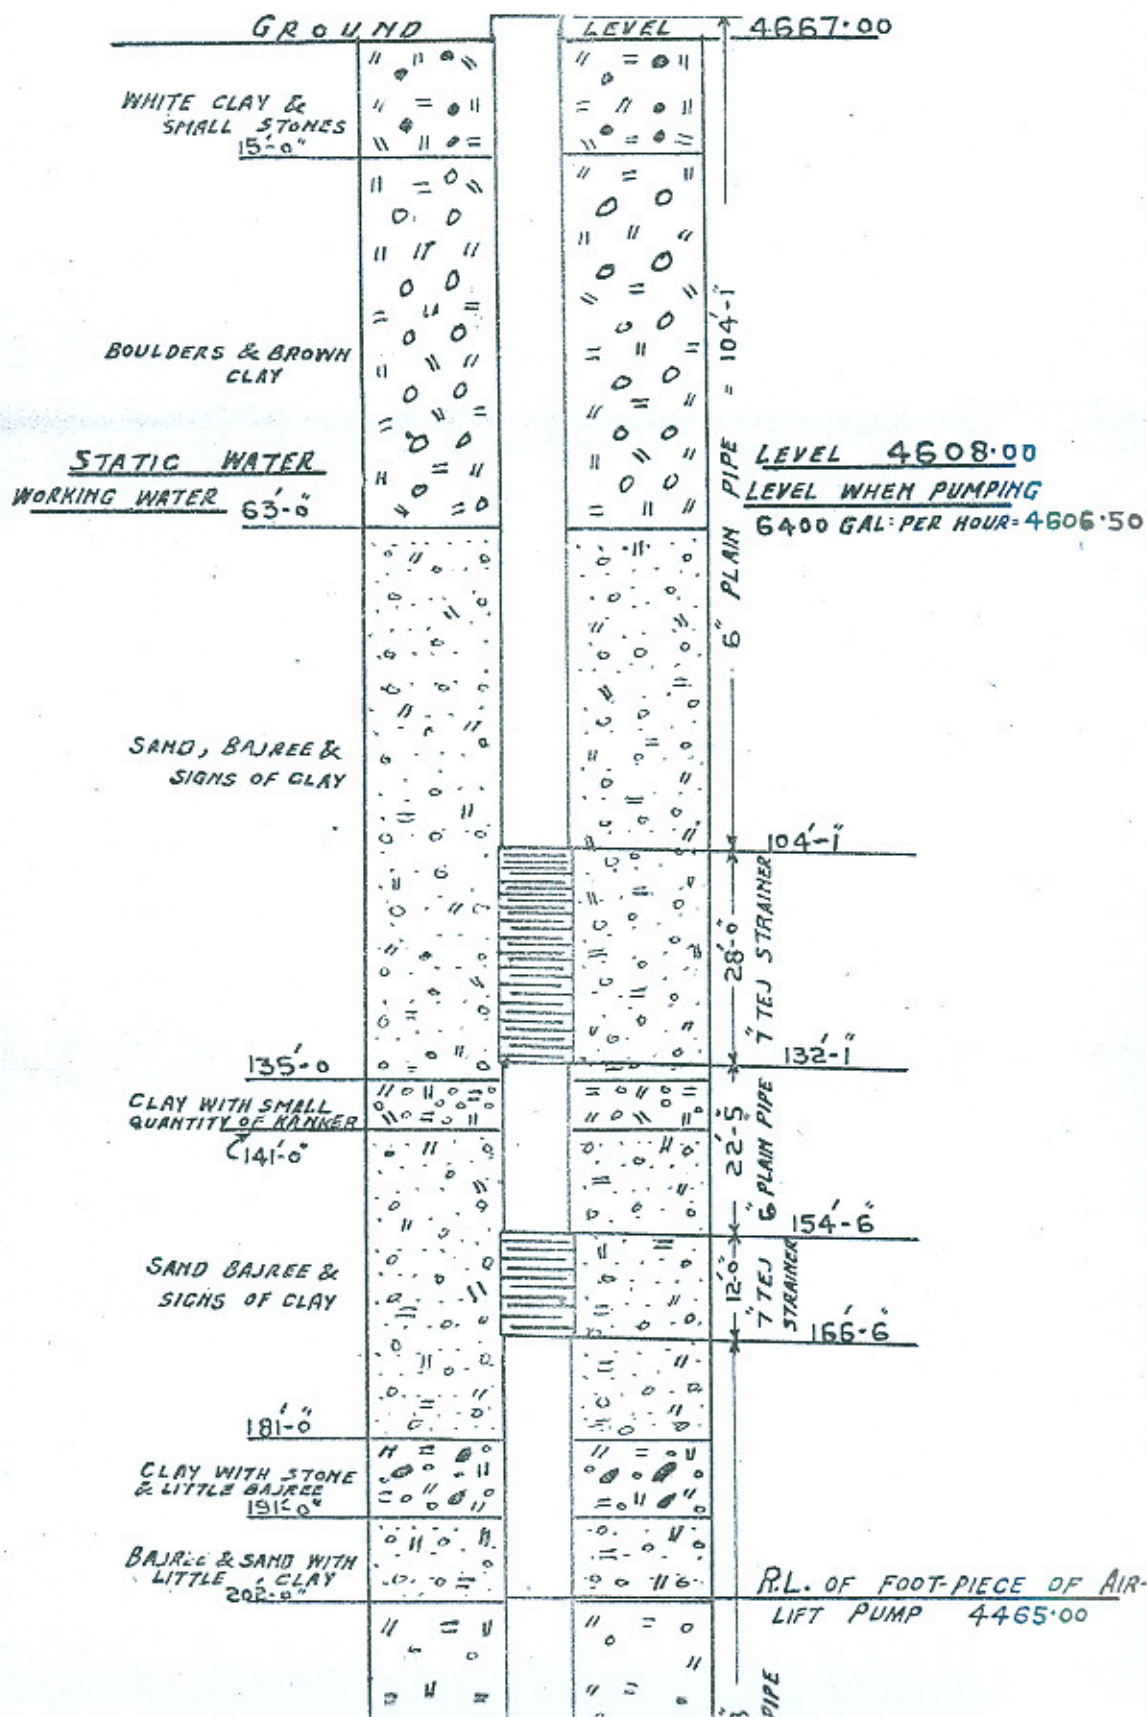 GROUND LEVEL 4667.00
WHITE CLAY &
SMALL STONES
15'-0"
BOULDERS & BROWN
CLAY
6" PLAIN PIPE = 104'-1"
STATIC WATER LEVEL 4608.00
WORKING WATER LEVEL WHEN PUMPING
63'-0"
6400 GAL: PER HOUR = 4606.50
SAND, BAJREE &
SIGNS OF CLAY
104'-1"
28'-0"
7" TEJ STRAINER
132'-1"
135'-0
CLAY WITH SMALL
QUANTITY OF KANKER
141'-0"
22'-5"
6" PLAIN PIPE
154'-6"
SAND BAJREE &
SIGNS OF CLAY
12'-0"
7" TEJ
STRAINER
166'-6"
181'-0"
CLAY WITH STONE
& LITTLE BAJREE
191'-0"
BAJREE & SAND WITH
LITTLE CLAY
202'-0"
R.L. OF FOOT-PIECE OF AIR-
LIFT PUMP 4465.00
PIPE